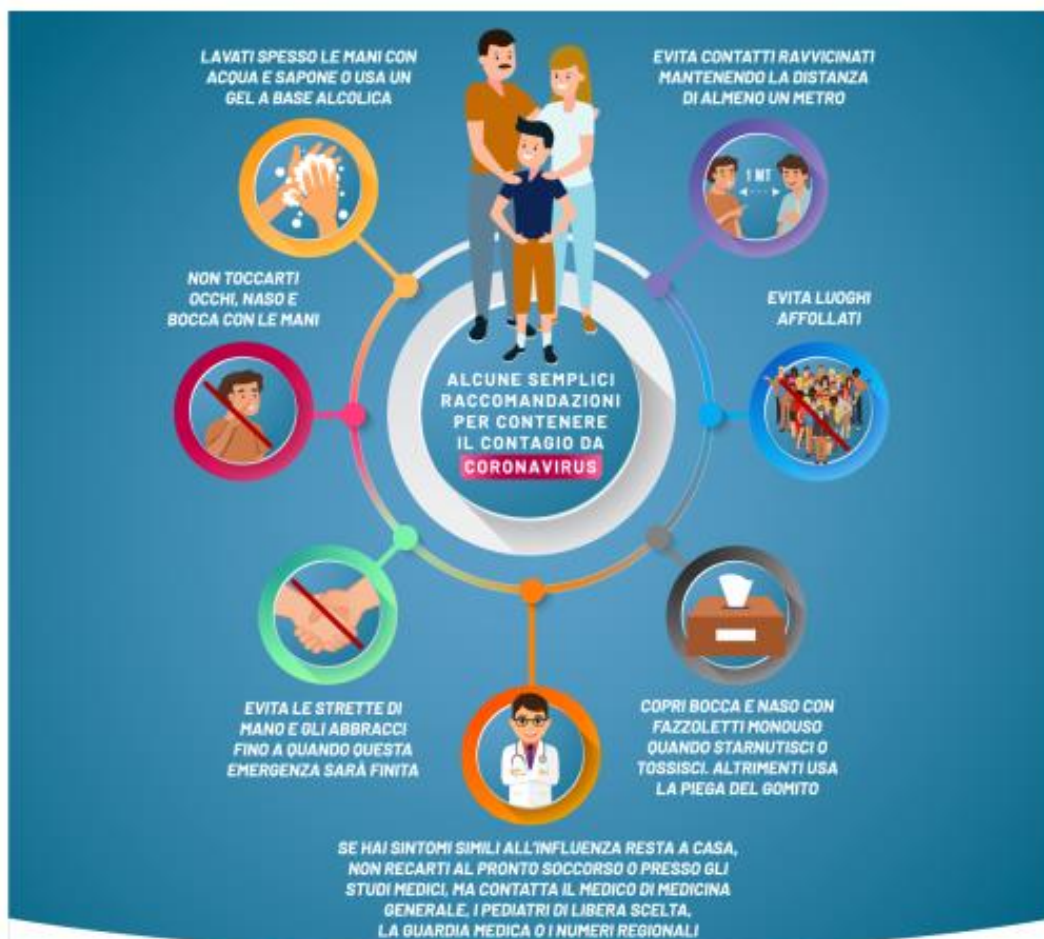 LAVATI SPESSO LE MANI CON
ACQUA E SAPONE O USA UN
GEL A BASE ALCOLICA
EVITA CONTATTI RAVVICINATI
MANTENENDO LA DISTANZA
DI ALMENO UN METRO
1 MT
NON TOCCARTI
OCCHI, NASO E
BOCCA CON LE MANI
EVITA LUOGHI
AFFOLLATI
ALCUNE SEMPLICI
RACCOMANDAZIONI
PER CONTENERE
IL CONTAGIO DA
CORONAVIRUS
EVITA LE STRETTE DI
MANO E GLI ABBRACCI
FINO A QUANDO QUESTA
EMERGENZA SARÀ FINITA
COPRI BOCCA E NASO CON
FAZZOLETTI MONOUSO
QUANDO STARNUTISCI O
TOSSISCI. ALTRIMENTI USA
LA PIEGA DEL GOMITO
SE HAI SINTOMI SIMILI ALL'INFLUENZA RESTA A CASA,
NON RECARTI AL PRONTO SOCCORSO O PRESSO GLI
STUDI MEDICI, MA CONTATTA IL MEDICO DI MEDICINA
GENERALE, I PEDIATRI DI LIBERA SCELTA,
LA GUARDIA MEDICA O I NUMERI REGIONALI